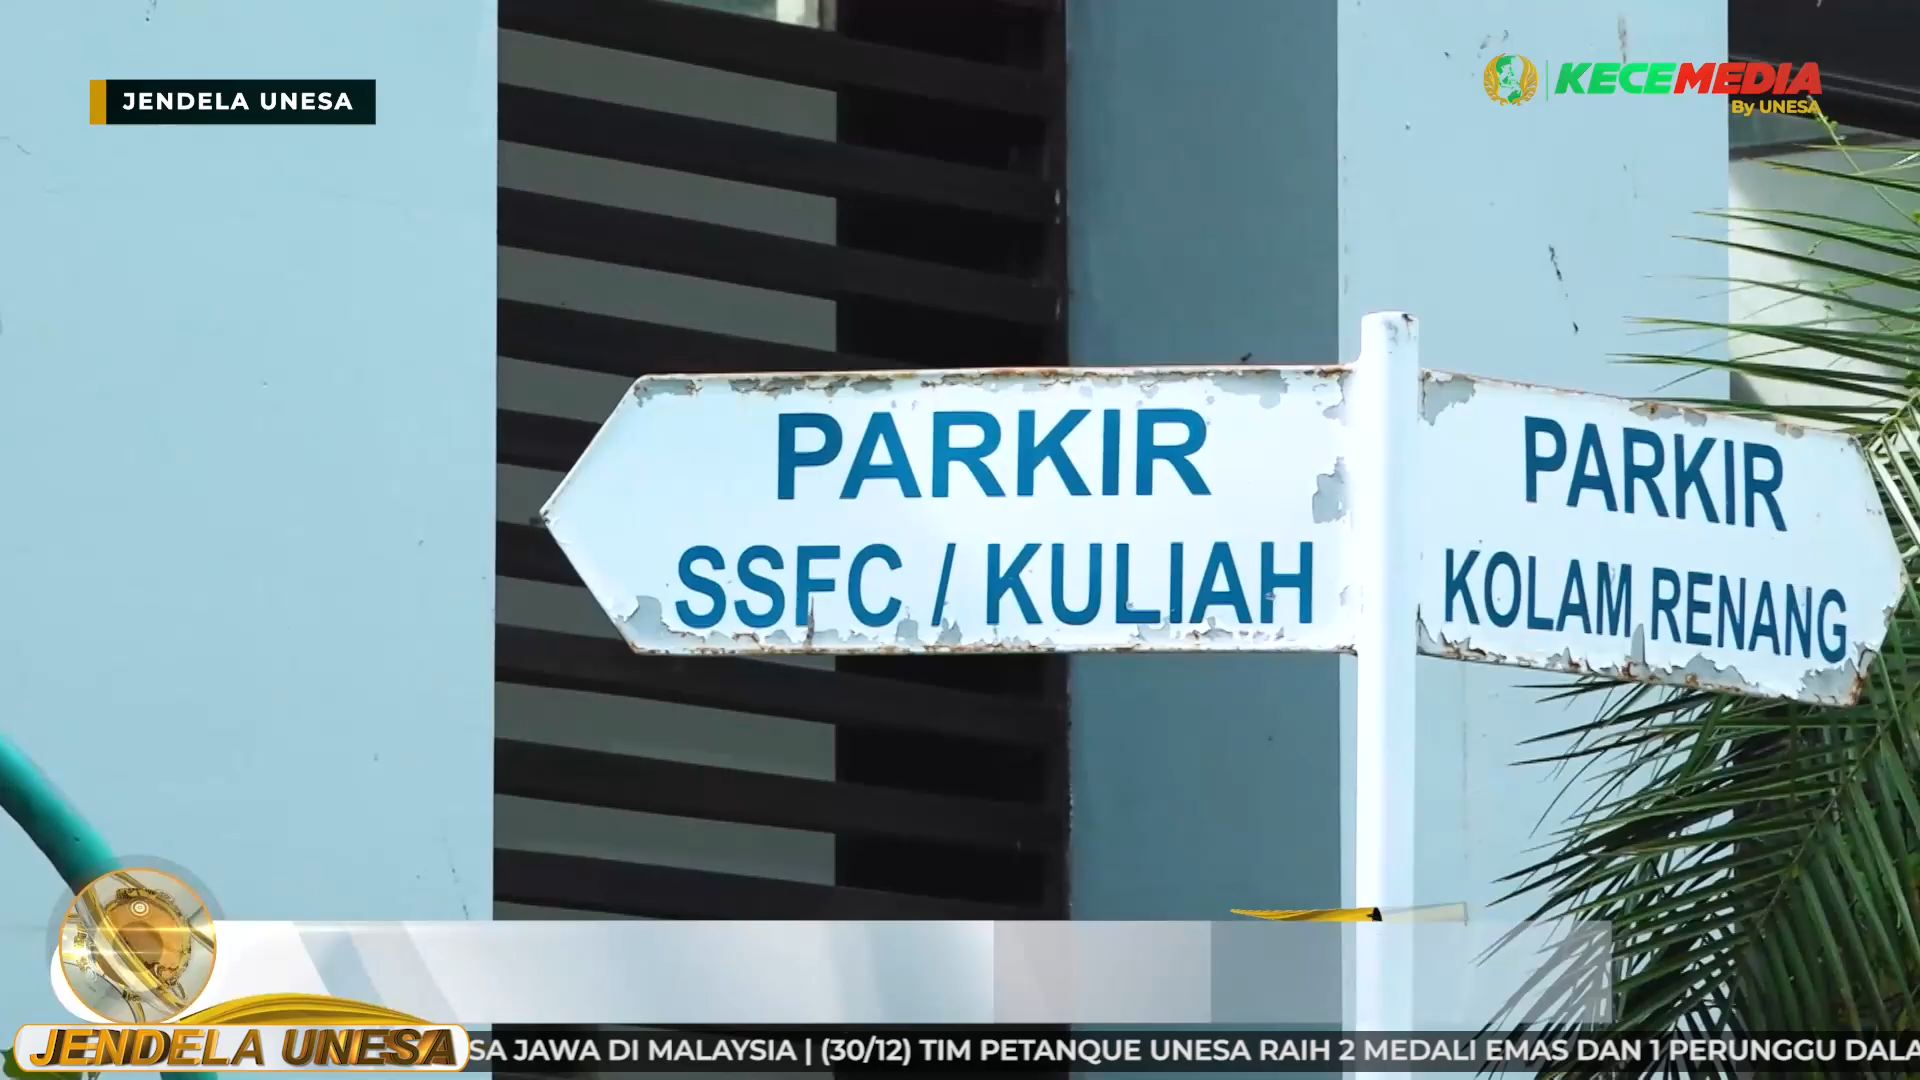 JENDELA UNESA
KECEMEDIA
By UNESA
PARKIR
SSFC / KULIAH
PARKIR
KOLAM RENANG
JENDELA UNESA
SA JAWA DI MALAYSIA | (30/12) TIM PETANQUE UNESA RAIH 2 MEDALI EMAS DAN 1 PERUNGGU DALA